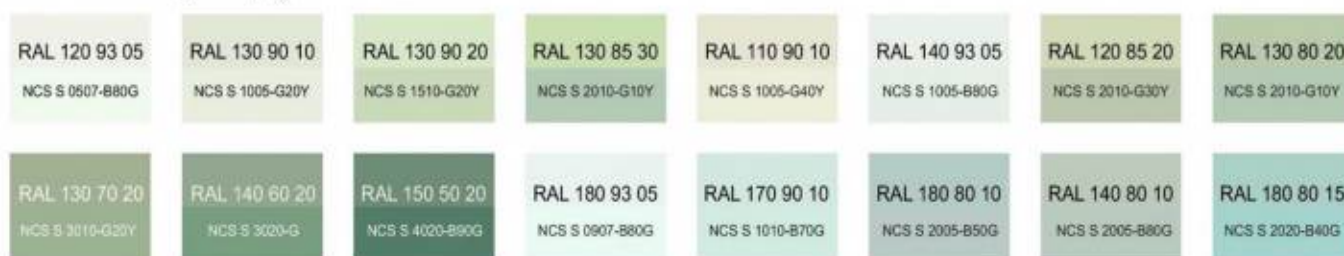 RAL 120 93 05
NCS S 0507-B80G
RAL 130 90 10
NCS S 1005-G20Y
RAL 130 90 20
NCS S 1510-G20Y
RAL 130 85 30
NCS S 2010-G10Y
RAL 110 90 10
NCS S 1005-G40Y
RAL 140 93 05
NCS S 1005-B80G
RAL 120 85 20
NCS S 2010-G30Y
RAL 130 80 20
NCS S 2010-G10Y
RAL 130 70 20
NCS S 3010-G20Y
RAL 140 60 20
NCS S 3020-G
RAL 150 50 20
NCS S 4020-B90G
RAL 180 93 05
NCS S 0907-B80G
RAL 170 90 10
NCS S 1010-B70G
RAL 180 80 10
NCS S 2005-B50G
RAL 140 80 10
NCS S 2005-B80G
RAL 180 80 15
NCS S 2020-B40G